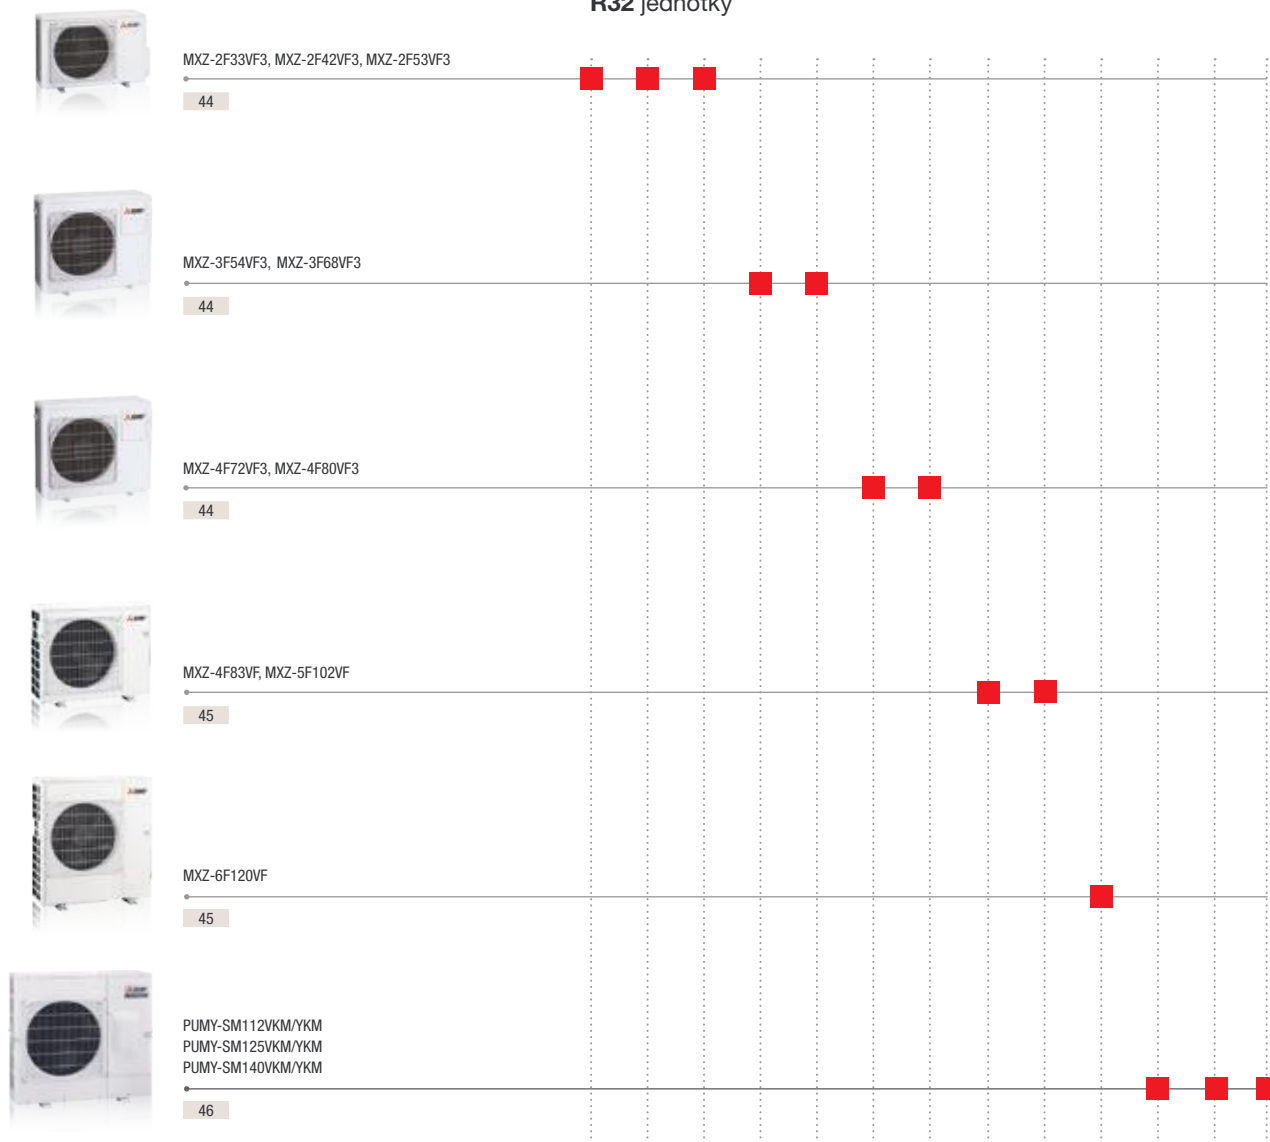 R32 jednotky
MXZ-2F33VF3, MXZ-2F42VF3, MXZ-2F53VF3
44
MXZ-3F54VF3, MXZ-3F68VF3
44
MXZ-4F72VF3, MXZ-4F80VF3
44
MXZ-4F83VF, MXZ-5F102VF
45
MXZ-6F120VF
45
PUMY-SM112VKM/YKM
PUMY-SM125VKM/YKM
PUMY-SM140VKM/YKM
46